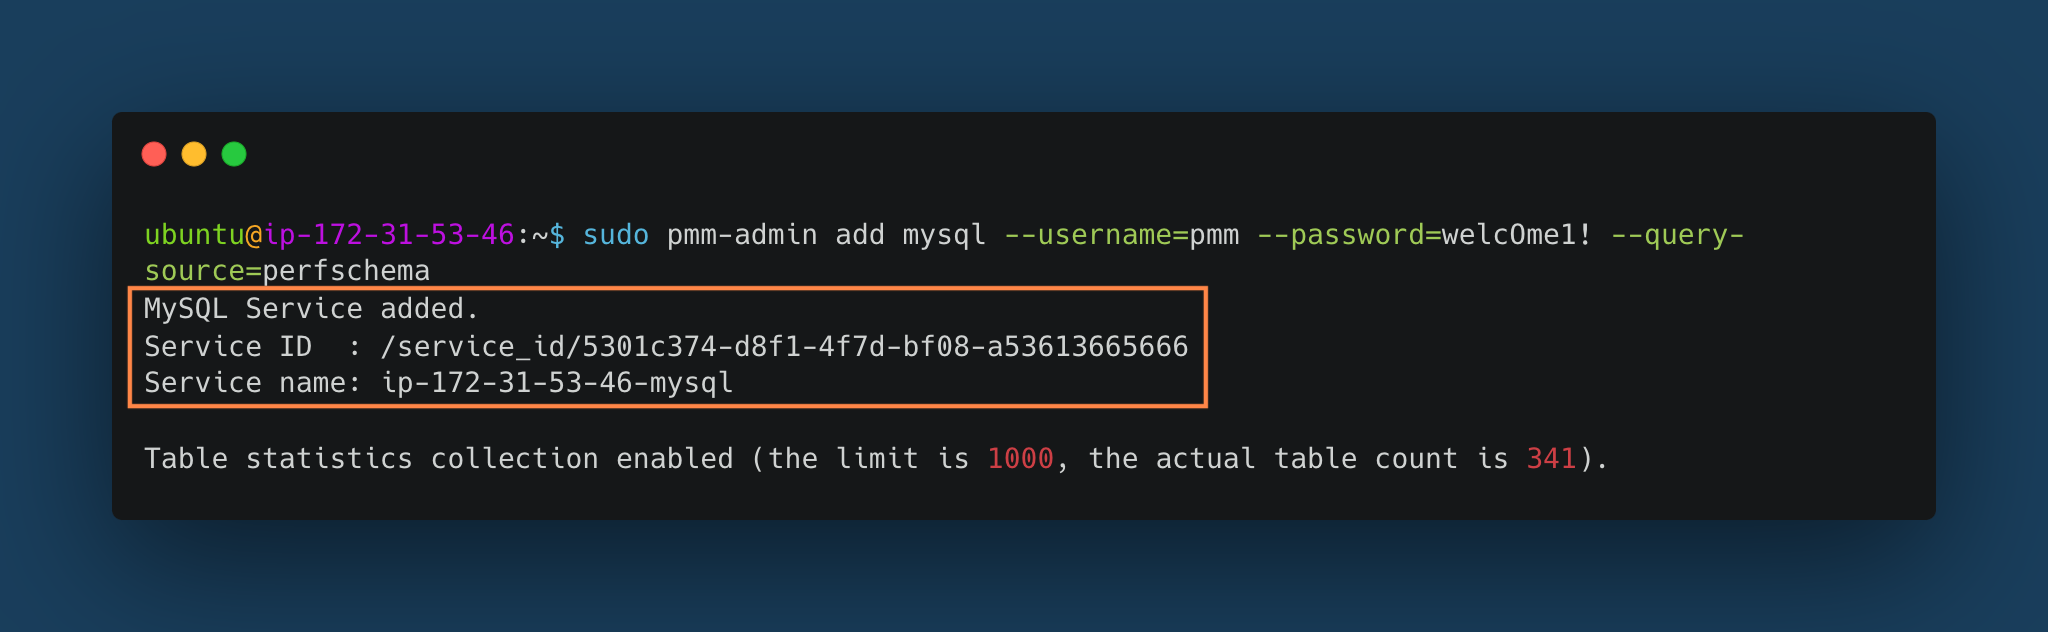 ubuntu@ip-172-31-53-46:~$ sudo pmm-admin add mysql --username=pmm --password=welcOme1! --query-
source=perfschema
MySQL Service added.
Service ID  : /service_id/5301c374-d8f1-4f7d-bf08-a53613665666
Service name: ip-172-31-53-46-mysql
Table statistics collection enabled (the limit is 1000, the actual table count is 341).